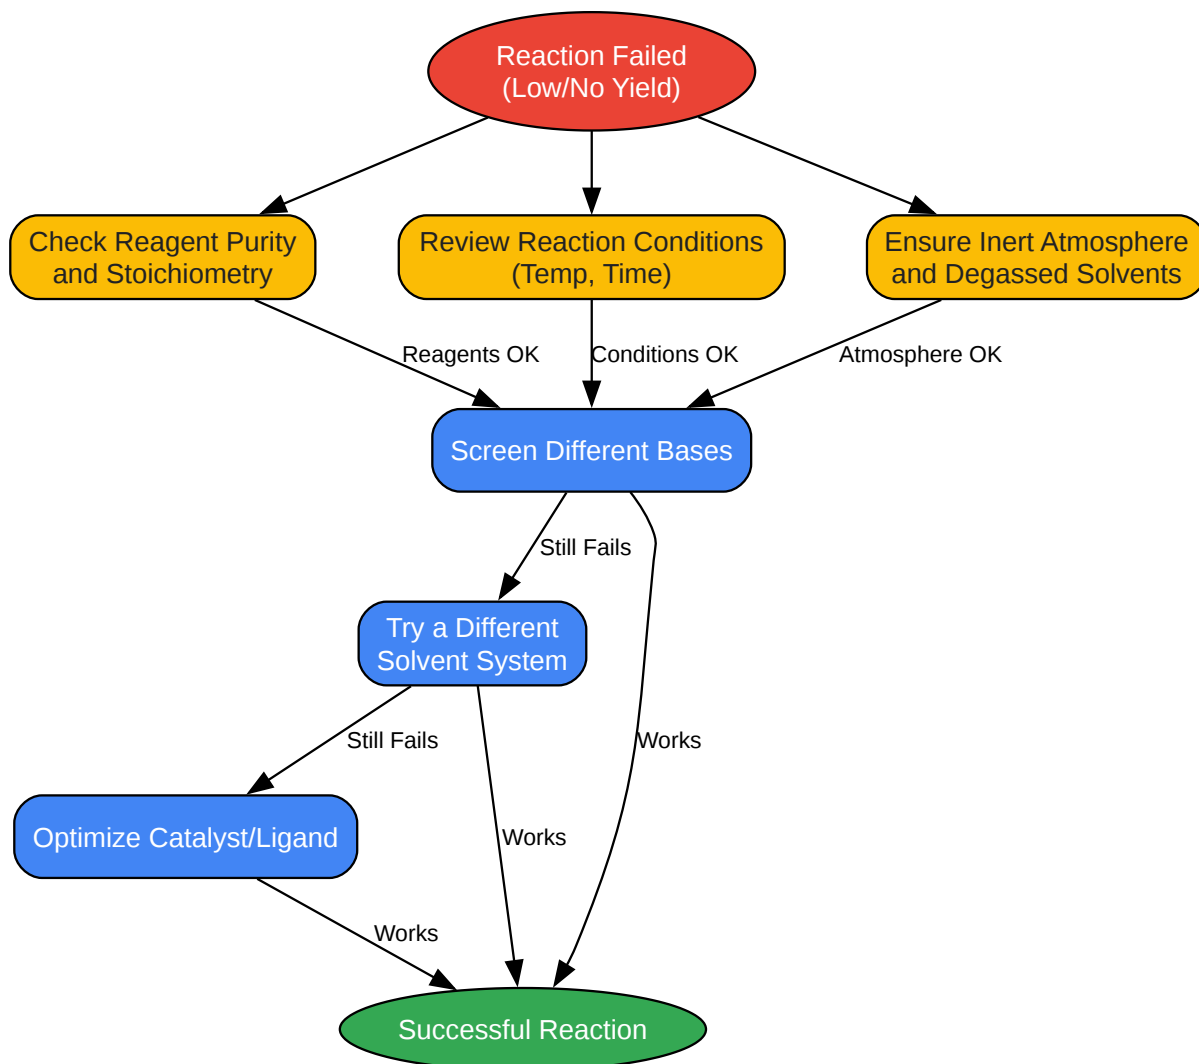 Reaction Failed
(Low/No Yield)
Check Reagent Purity
and Stoichiometry
Review Reaction Conditions
(Temp, Time)
Ensure Inert Atmosphere
and Degassed Solvents
Reagents OK
Conditions OK
Atmosphere OK
Screen Different Bases
Still Fails
Try a Different
Solvent System
Still Fails
Works
Optimize Catalyst/Ligand
Works
Works
Successful Reaction